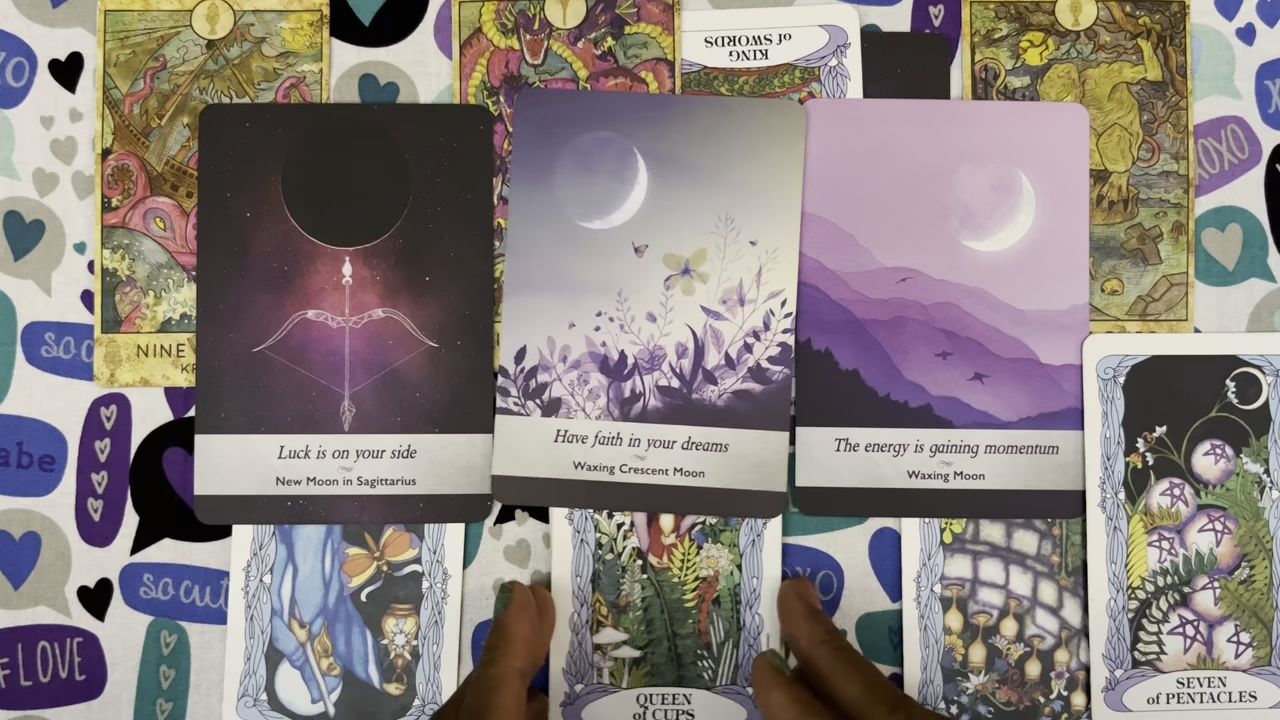 KING
of SWORDS
XOXO
NINE
Luck is on your side
New Moon in Sagittarius
Have faith in your dreams
Waxing Crescent Moon
The energy is gaining momentum
Waxing Moon
babe
so cut
#LOVE
QUEEN
of CUPS
SEVEN
of PENTACLES